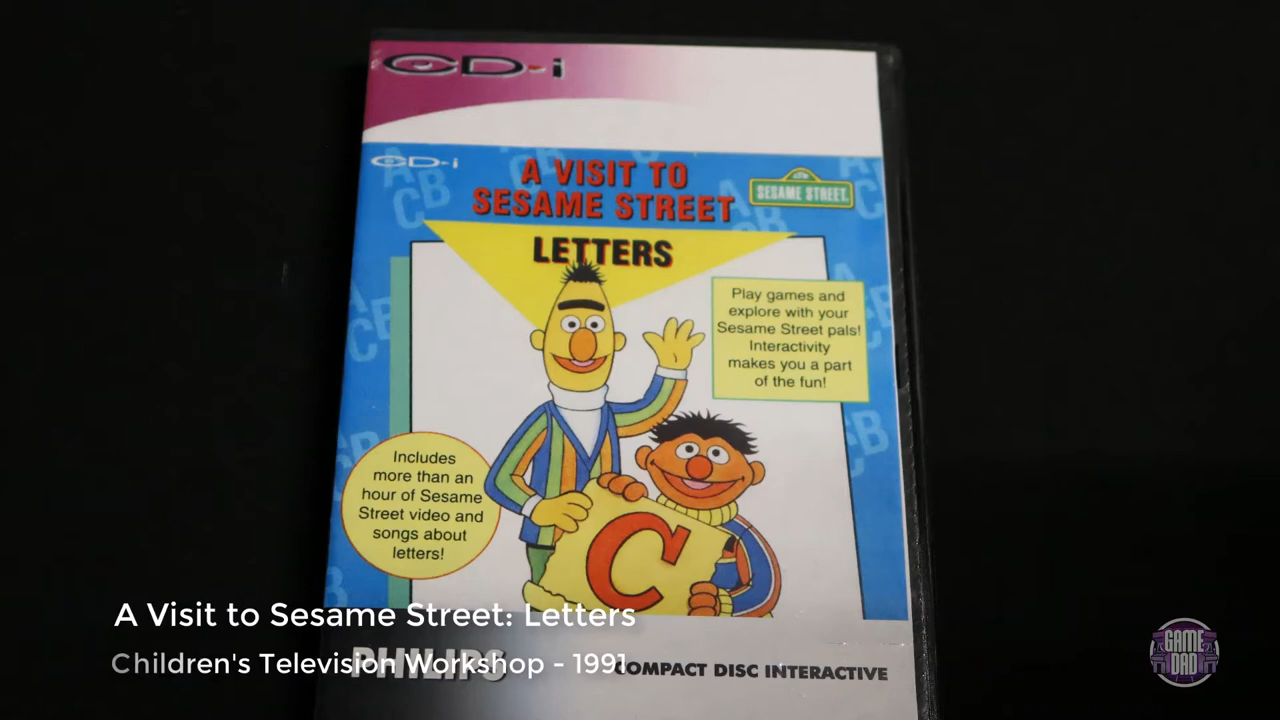 CD-i
CD-i
A VISIT TO
SESAME STREET
SESAME STREET
LETTERS
Play games and
explore with your
Sesame Street pals!
Interactivity
makes you a part
of the fun!
Includes
more than an
hour of Sesame
Street video and
songs about
letters!
C
A Visit to Sesame Street: Letters
Children's Television Workshop - 1991
PHILIPS
COMPACT DISC INTERACTIVE
GAME
DAD